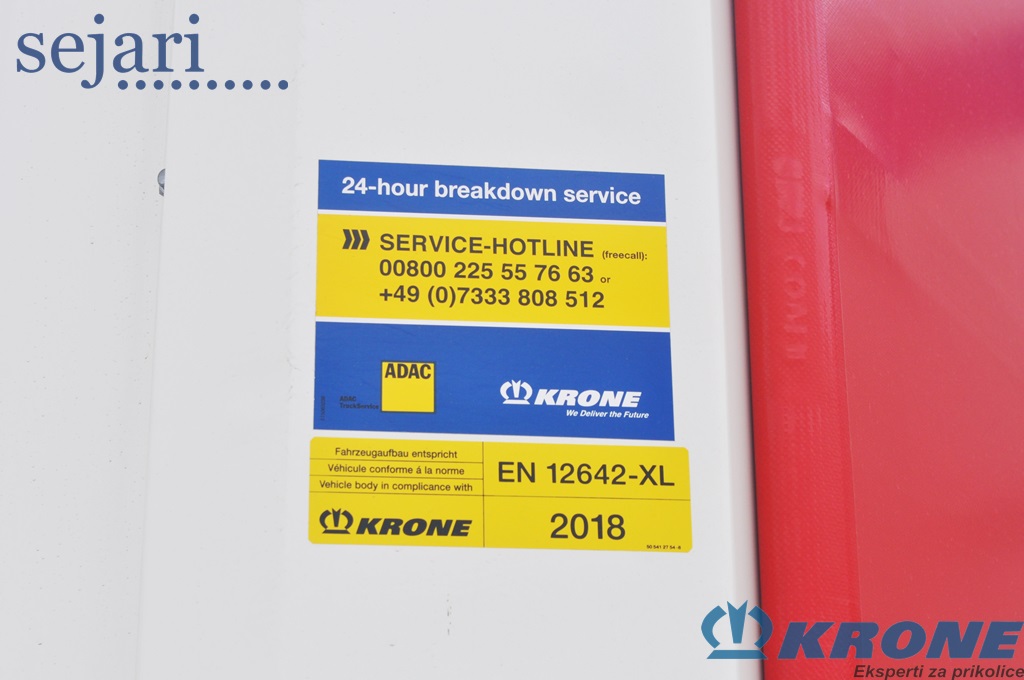 sejari..........
24-hour breakdown service
SERVICE-HOTLINE (freecall):
00800 225 55 76 63 or
+49 (0)7333 808 512
ADAC
ADAC
TruckService
KRONE
We Deliver the Future
Fahrzeugaufbau entspricht
Véhicule conforme á la norme
Vehicle body in complicance with
EN 12642-XL
KRONE
2018
KRONE
Eksperti za prikolice